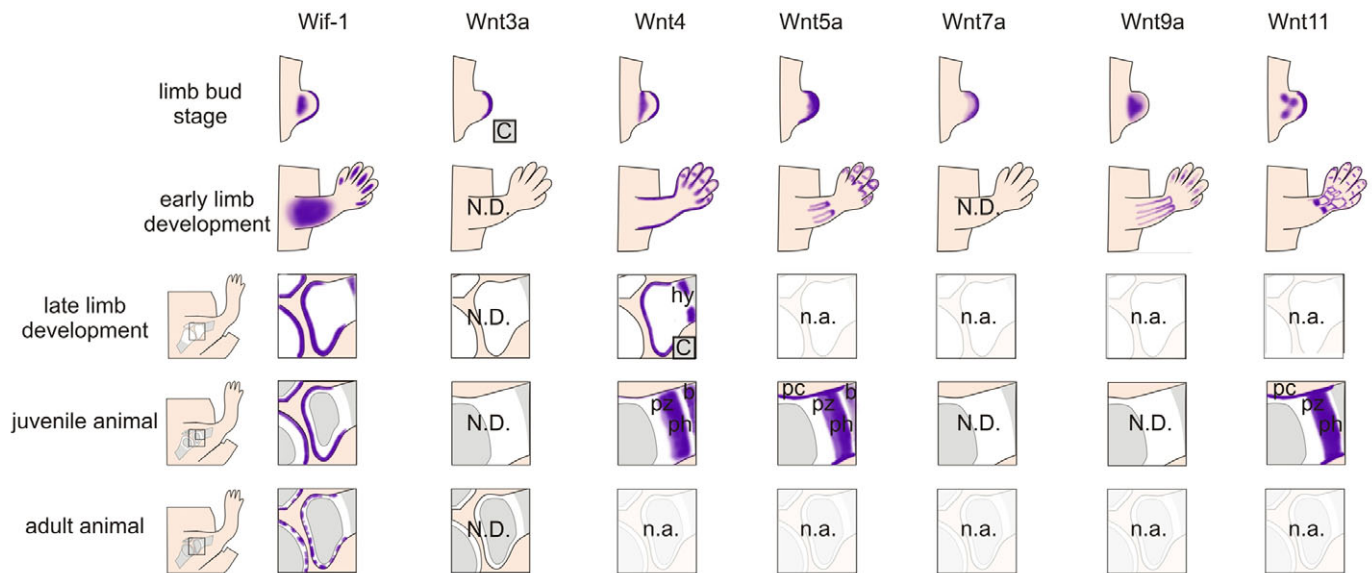 Wif-1 Wnt3a Wnt4 Wnt5a Wnt7a Wnt9a Wnt11
limb bud
stage
C
early limb
development
N.D. N.D.
late limb
development
N.D. hy C n.a. n.a. n.a. n.a.
juvenile animal
N.D. pz b ph pc pz b ph N.D. N.D. pc pz ph
adult animal
N.D. n.a. n.a. n.a. n.a. n.a.